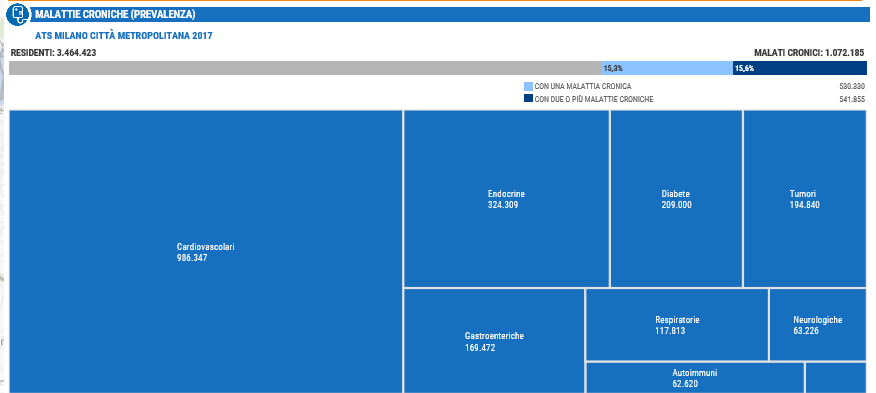 MALATTIE CRONICHE (PREVALENZA)
ATS MILANO CITTÀ METROPOLITANA 2017
RESIDENTI: 3.464.423
MALATI CRONICI: 1.072.185
15,3%
15,6%
CON UNA MALATTIA CRONICA 530.330
CON DUE O PIÙ MALATTIE CRONICHE 541.855
Cardiovascolari
986.347
Endocrine
324.309
Diabete
209.000
Tumori
194.840
Gastroenteriche
169.472
Respiratorie
117.813
Neurologiche
63.226
Autoimmuni
62.620